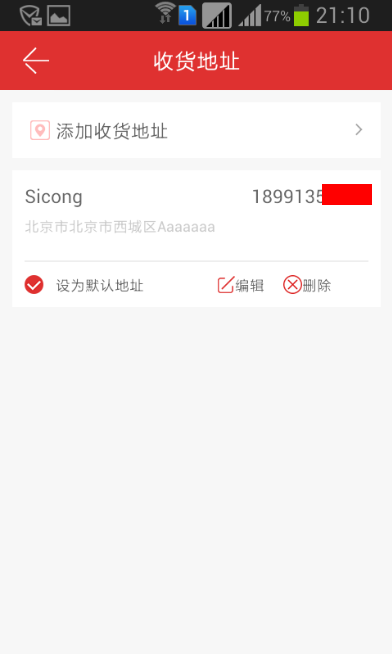 1 77% 21:10
收货地址
添加收货地址
Sicong 1899135
北京市北京市西城区Aaaaaaa
设为默认地址 编辑 删除